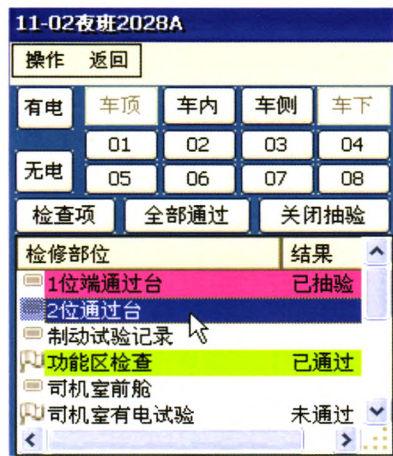 11-02夜班2028A
操作 返回
有电 车顶 车内 车侧 车下
01 02 03 04
无电 05 06 07 08
检查项 全部通过 关闭抽验
检修部位 结果
1位端通过台 已抽验
2位通过台
制动试验记录
功能区检查 已通过
司机室前舱
司机室有电试验 未通过